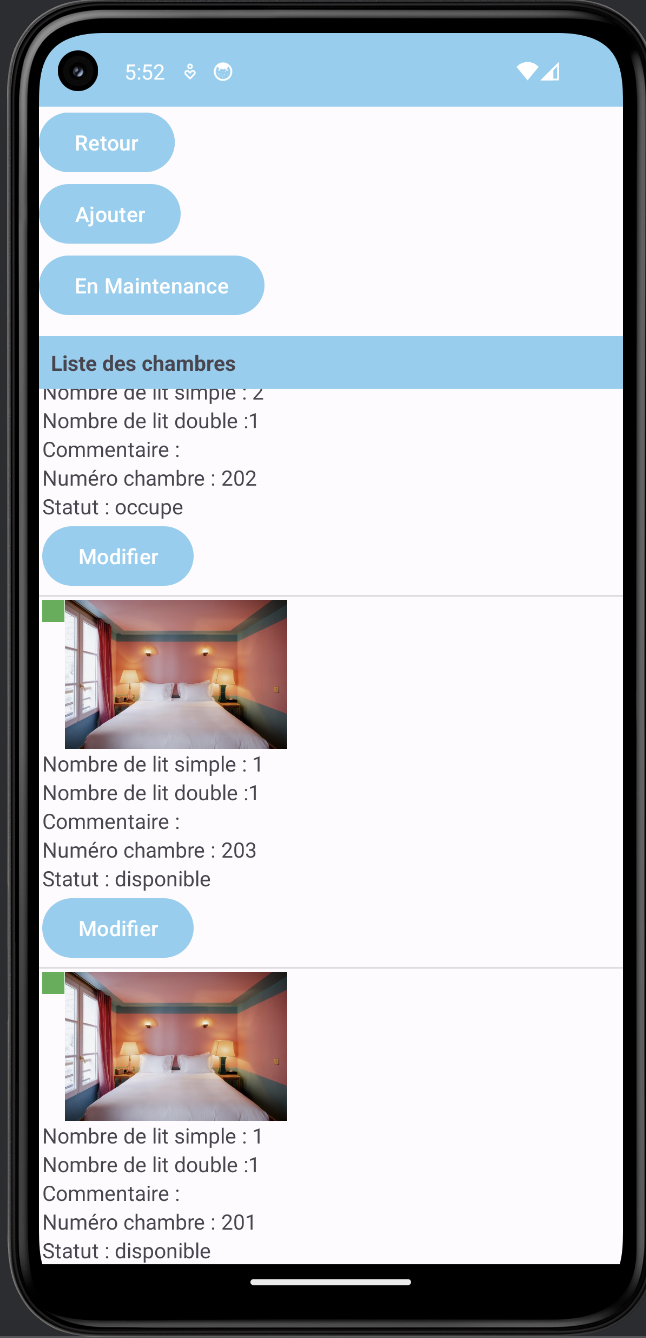 5:52
Retour
Ajouter
En Maintenance
Liste des chambres
Nombre de lit simple : 2
Nombre de lit double :1
Commentaire :
Numéro chambre : 202
Statut : occupe
Modifier
Nombre de lit simple : 1
Nombre de lit double :1
Commentaire :
Numéro chambre : 203
Statut : disponible
Modifier
Nombre de lit simple : 1
Nombre de lit double :1
Commentaire :
Numéro chambre : 201
Statut : disponible